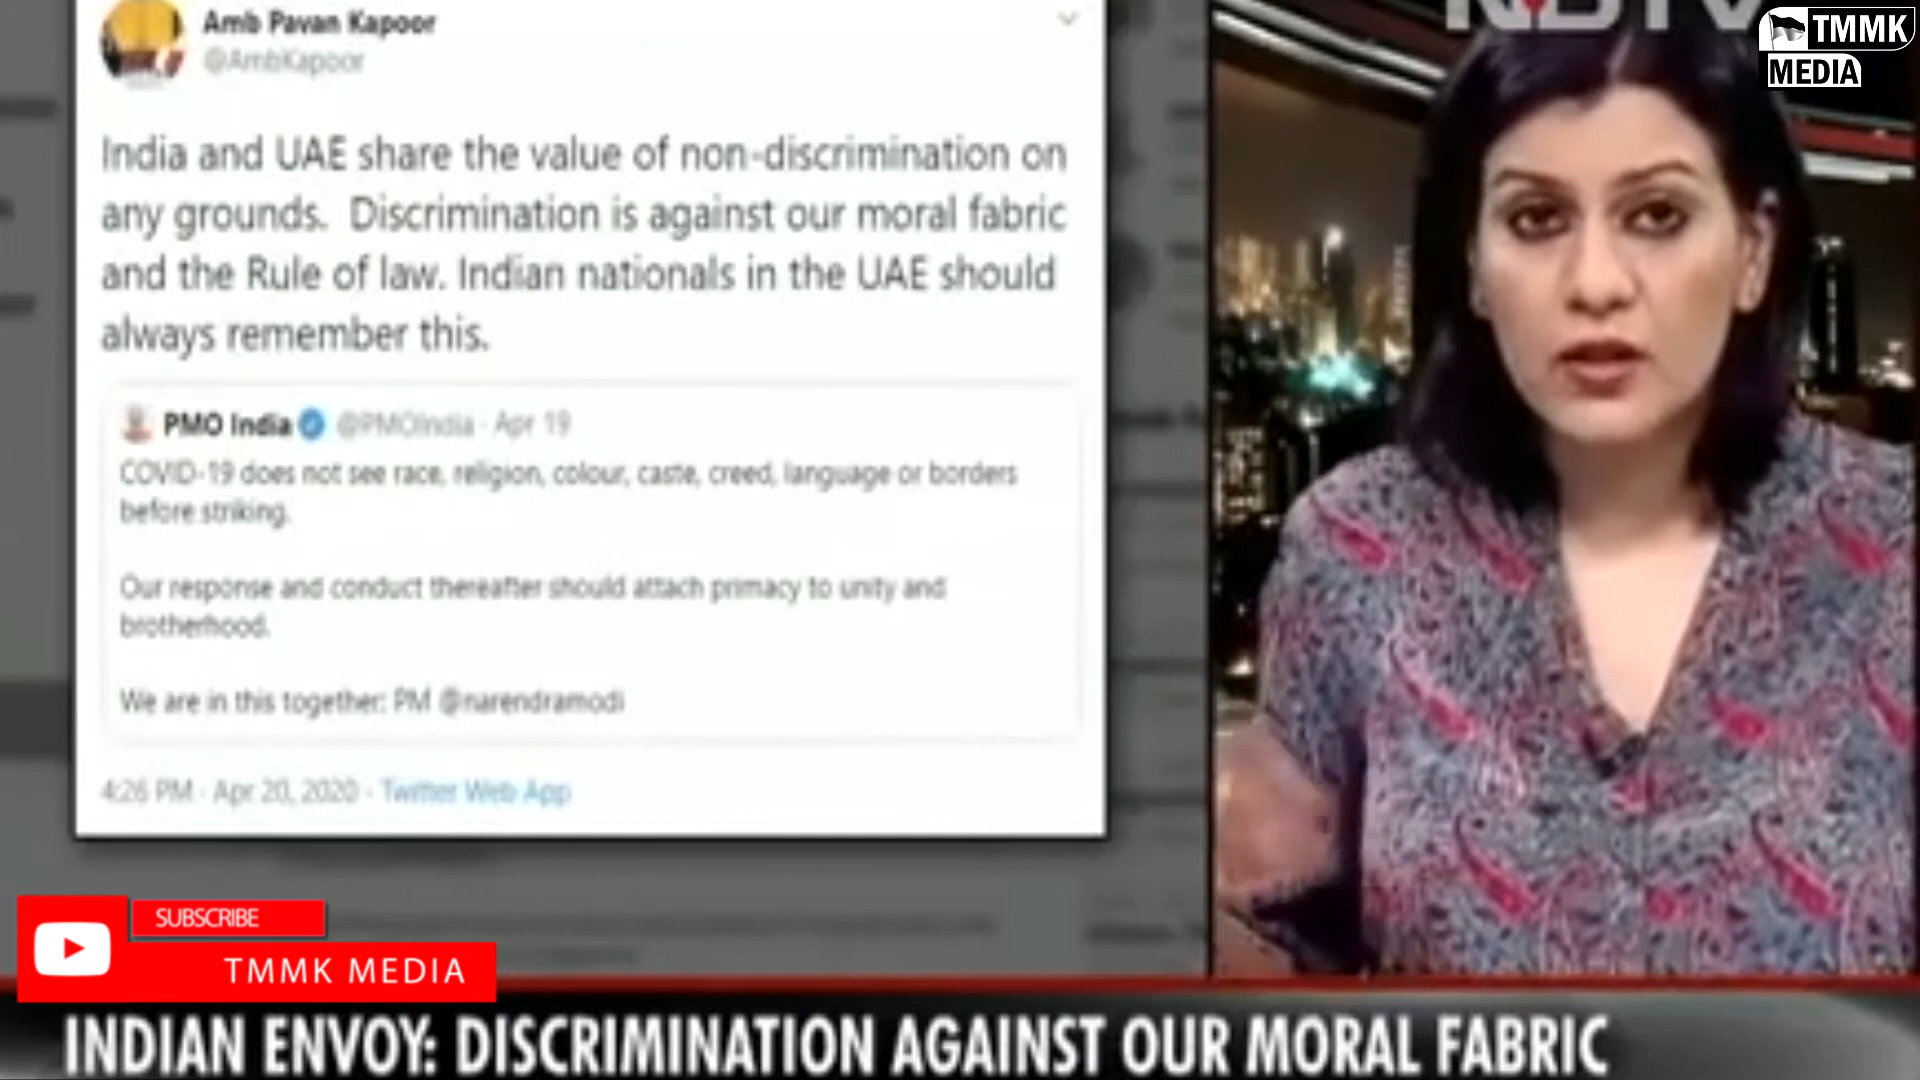 Amb Pavan Kapoor
@AmbKapoor
India and UAE share the value of non-discrimination on
any grounds. Discrimination is against our moral fabric
and the Rule of law. Indian nationals in the UAE should
always remember this.
PMO India @PMOIndia · Apr 19
COVID-19 does not see race, religion, colour, caste, creed, language or borders
before striking.
Our response and conduct thereafter should attach primacy to unity and
brotherhood.
We are in this together: PM @narendramodi
4:26 PM · Apr 20, 2020 · Twitter Web App
NDTV
TMMK
MEDIA
SUBSCRIBE
TMMK MEDIA
INDIAN ENVOY: DISCRIMINATION AGAINST OUR MORAL FABRIC